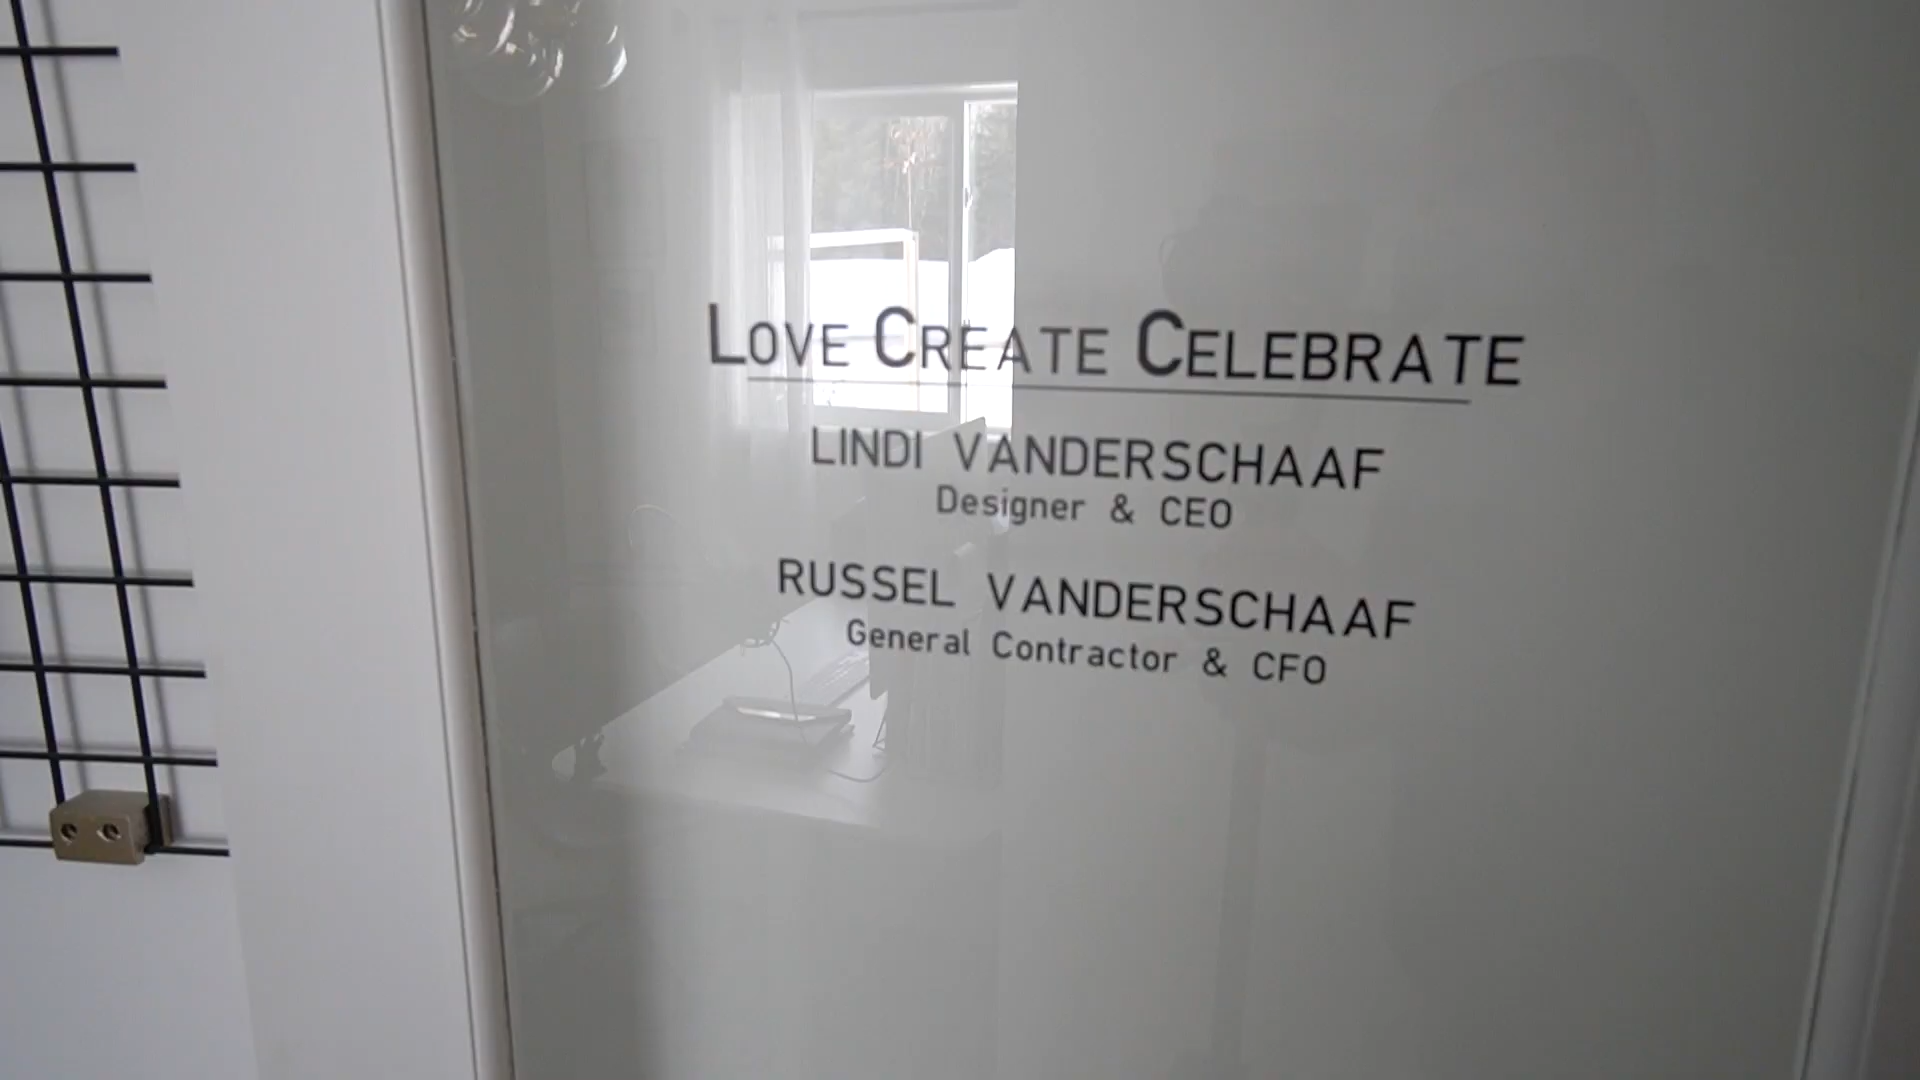 LOVE CREATE CELEBRATE
LINDI VANDERSCHAAF
Designer & CEO
RUSSEL VANDERSCHAAF
General Contractor & CFO